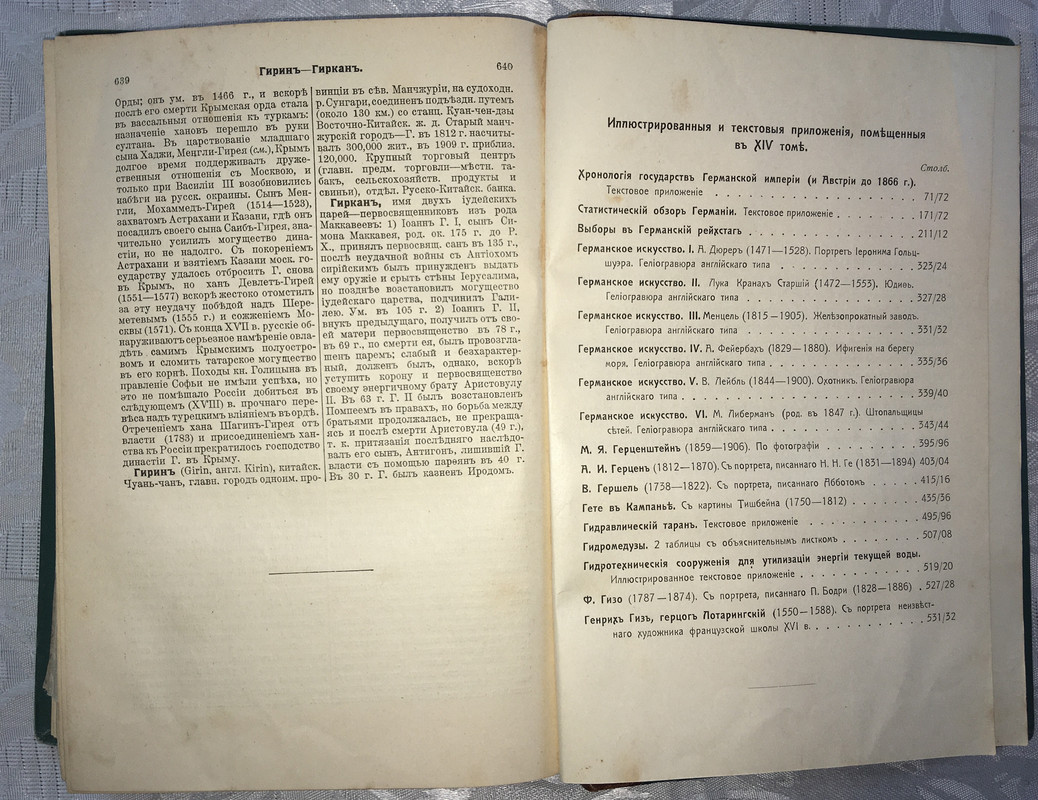 639
Гиринъ—Гирканъ.
640
Орды; онъ ум. въ 1466 г., и вскорѣ
послѣ его смерти Крымская орда стала
въ вассальныя отношенія къ туркамъ:
назначеніе хановъ перешло въ руки
султана. Въ царствованіе младшаго
сына Хаджи, Менгли-Гирея (см.), Крымъ
долгое время поддерживалъ друже-
ственныя отношенія съ Москвою, и
только при Василіи III возобновились
набѣги на русск. окраины. Сынъ Мен-
гли, Мохаммедъ-Гирей (1514—1523),
захватомъ Астрахани и Казани, гдѣ онъ
посадилъ своего сына Саибъ-Гирея, зна-
чительно усилилъ могущество дина-
стіи, но не надолго. Съ покореніемъ
Астрахани и взятіемъ Казани моск. го-
сударству удалось отбросить Г. снова
въ Крымъ, но ханъ Девлетъ-Гирей
(1551—1577) вскорѣ жестоко отомстилъ
за эту неудачу побѣдой надъ Шере-
метевымъ (1555 г.) и сожженіемъ Мо-
сквы (1571). Съ конца XVII в. русскіе об-
наруживаютъ серьезное намѣреніе овла-
дѣть самимъ Крымскимъ полуостро-
вомъ и сломить татарское могущество
въ его корнѣ. Походы кн. Голицына въ
правленіе Софьи не имѣли успѣха, но
это не помѣшало Россіи добиться въ
слѣдующемъ (XVIII) в. прочнаго пере-
вѣса надъ турецкимъ вліяніемъ въ ордѣ.
Отреченіемъ хана Шагинъ-Гирея отъ
власти (1783) и присоединеніемъ хан-
ства къ Россіи прекратилось господство
династіи Г. въ Крыму.
Гиринъ (Girin, англ. Kirin), китайск.
Чуань-чанъ, главн. городъ одноим. про-
винціи въ сѣв. Манчжуріи, на судоходн.
р. Сунгари, соединенъ подъѣздн. путемъ
(около 130 км.) со станц. Куан-чен-дзы
Восточно-Китайск. ж. д. Старый манч-
журскій городъ—Г. въ 1812 г. насчиты-
валъ 300,000 жит., въ 1909 г. приблиз.
120,000. Крупный торговый центръ
(главн. предм. торговли—мѣстн. та-
бакъ, сельскохозяйств. продукты и
свиньи), отдѣл. Русско-Китайск. банка.
Гирканъ, имя двухъ іудейскихъ
царей—первосвященниковъ изъ рода
Маккавеевъ: 1) Іоаннъ Г. I, сынъ Си-
мона Маккавея, род. ок. 175 г. до Р.
Х., принялъ первосвящ. санъ въ 135 г.,
послѣ неудачной войны съ Антіохомъ
сирійскимъ былъ принужденъ выдать
ему оружіе и срыть стѣны Іерусалима,
но позднѣе возстановилъ могущество
іудейскаго царства, подчинилъ Гали-
лею. Ум. въ 105 г. 2) Іоаннъ Г. II,
внукъ предыдущаго, получилъ отъ сво-
ей матери первосвященство въ 78 г.,
въ 69 г., по смерти ея, былъ провозгла-
шенъ царемъ; слабый и безхарактер-
ный, долженъ былъ, однако, вскорѣ
уступить корону и первосвященство
своему энергичному брату Аристовулу
II. Въ 63 г. Г. II былъ возстановленъ
Помпеемъ въ правахъ, но борьба между
братьями продолжалась, не прекраща-
ясь и послѣ смерти Аристовула (49 г.),
т. к. притязанія послѣдняго наслѣдо-
валъ его сынъ, Антигонъ, лишившій Г.
власти съ помощью парѳянъ въ 40 г.
Въ 30 г. Г. былъ казненъ Иродомъ.
Иллюстрированныя и текстовыя приложенія, помѣщенныя
въ XIV томѣ.
Столб.
Хронологія государствъ Германской имперіи (и Австріи до 1866 г.).
Текстовое приложеніе . . . . . . . . . . . . . . . . . . . 71/72
Статистическій обзоръ Германіи. Текстовое приложеніе . . . . . . . 171/72
Выборы въ Германскій рейхстагъ . . . . . . . . . . . . . . . . 211/12
Германское искусство. I. А. Дюреръ (1471—1528). Портретъ Іеронима Гольц-
шуэра. Геліогравюра англійскаго типа . . . . . . . . . . . . 323/24
Германское искусство. II. Лука Кранахъ Старшій (1472—1553). Юдиѳь.
Геліогравюра англійскаго типа . . . . . . . . . . . . . . . 327/28
Германское искусство. III. Менцель (1815—1905). Желѣзопрокатный заводъ.
Геліогравюра англійскаго типа . . . . . . . . . . . . . . . 331/32
Германское искусство. IV. А. Фейербахъ (1829—1880). Ифигенія на берегу
моря. Геліогравюра англійскаго типа . . . . . . . . . . . . . 335/36
Германское искусство. V. В. Лейбль (1844—1900). Охотникъ. Геліогравюра
англійскаго типа . . . . . . . . . . . . . . . . . . . . . 339/40
Германское искусство. VI. М. Либерманъ (род. въ 1847 г.). Штопальщицы
сѣтей. Геліогравюра англійскаго типа . . . . . . . . . . . . . 343/44
М. Я. Герценштейнъ (1859—1906). По фотографіи . . . . . . . . . 395/96
А. И. Герценъ (1812—1870). Съ портрета, писаннаго Н. Н. Ге (1831—1894) 403/04
В. Гершель (1738—1822). Съ портрета, писаннаго Абботомъ . . . . . 415/16
Гете въ Кампаньѣ. Съ картины Тишбейна (1750—1812) . . . . . . . 435/36
Гидравлическій таранъ. Текстовое приложеніе . . . . . . . . . . 495/96
Гидромедузы. 2 таблицы съ объяснительнымъ листкомъ . . . . . . . 507/08
Гидротехническія сооруженія для утилизаціи энергіи текущей воды.
Иллюстрированное текстовое приложеніе . . . . . . . . . . . 519/20
Ф. Гизо (1787—1874). Съ портрета, писаннаго П. Бодри (1828—1886) . 527/28
Генрихъ Гизъ, герцогъ Лотарингскій (1550—1588). Съ портрета неизвѣст-
наго художника французской школы XVI в. . . . . . . . . . . 531/32